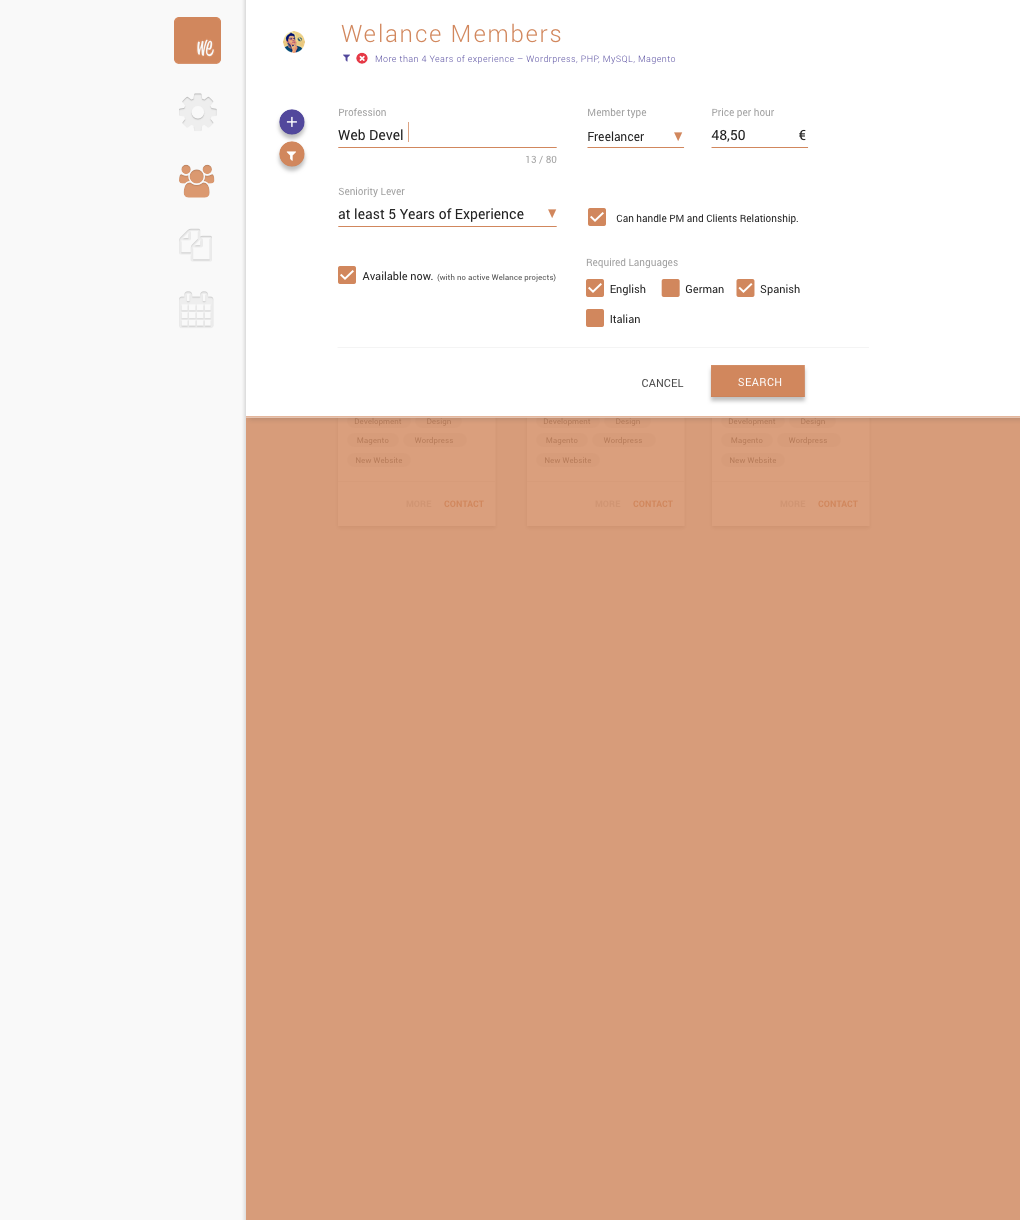 we
Welance Members
More than 4 Years of experience – Wordrpress, PHP, MySQL, Magento
Profession
Member type
Price per hour
Web Devel
Freelancer
48,50 €
13 / 80
Seniority Lever
at least 5 Years of Experience
Can handle PM and Clients Relationship.
Available now. (with no active Welance projects)
Required Languages
English German Spanish
Italian
CANCEL SEARCH
Development Design Development Design Development Design
Magento Wordpress Magento Wordpress Magento Wordpress
New Website New Website New Website
MORE CONTACT MORE CONTACT MORE CONTACT